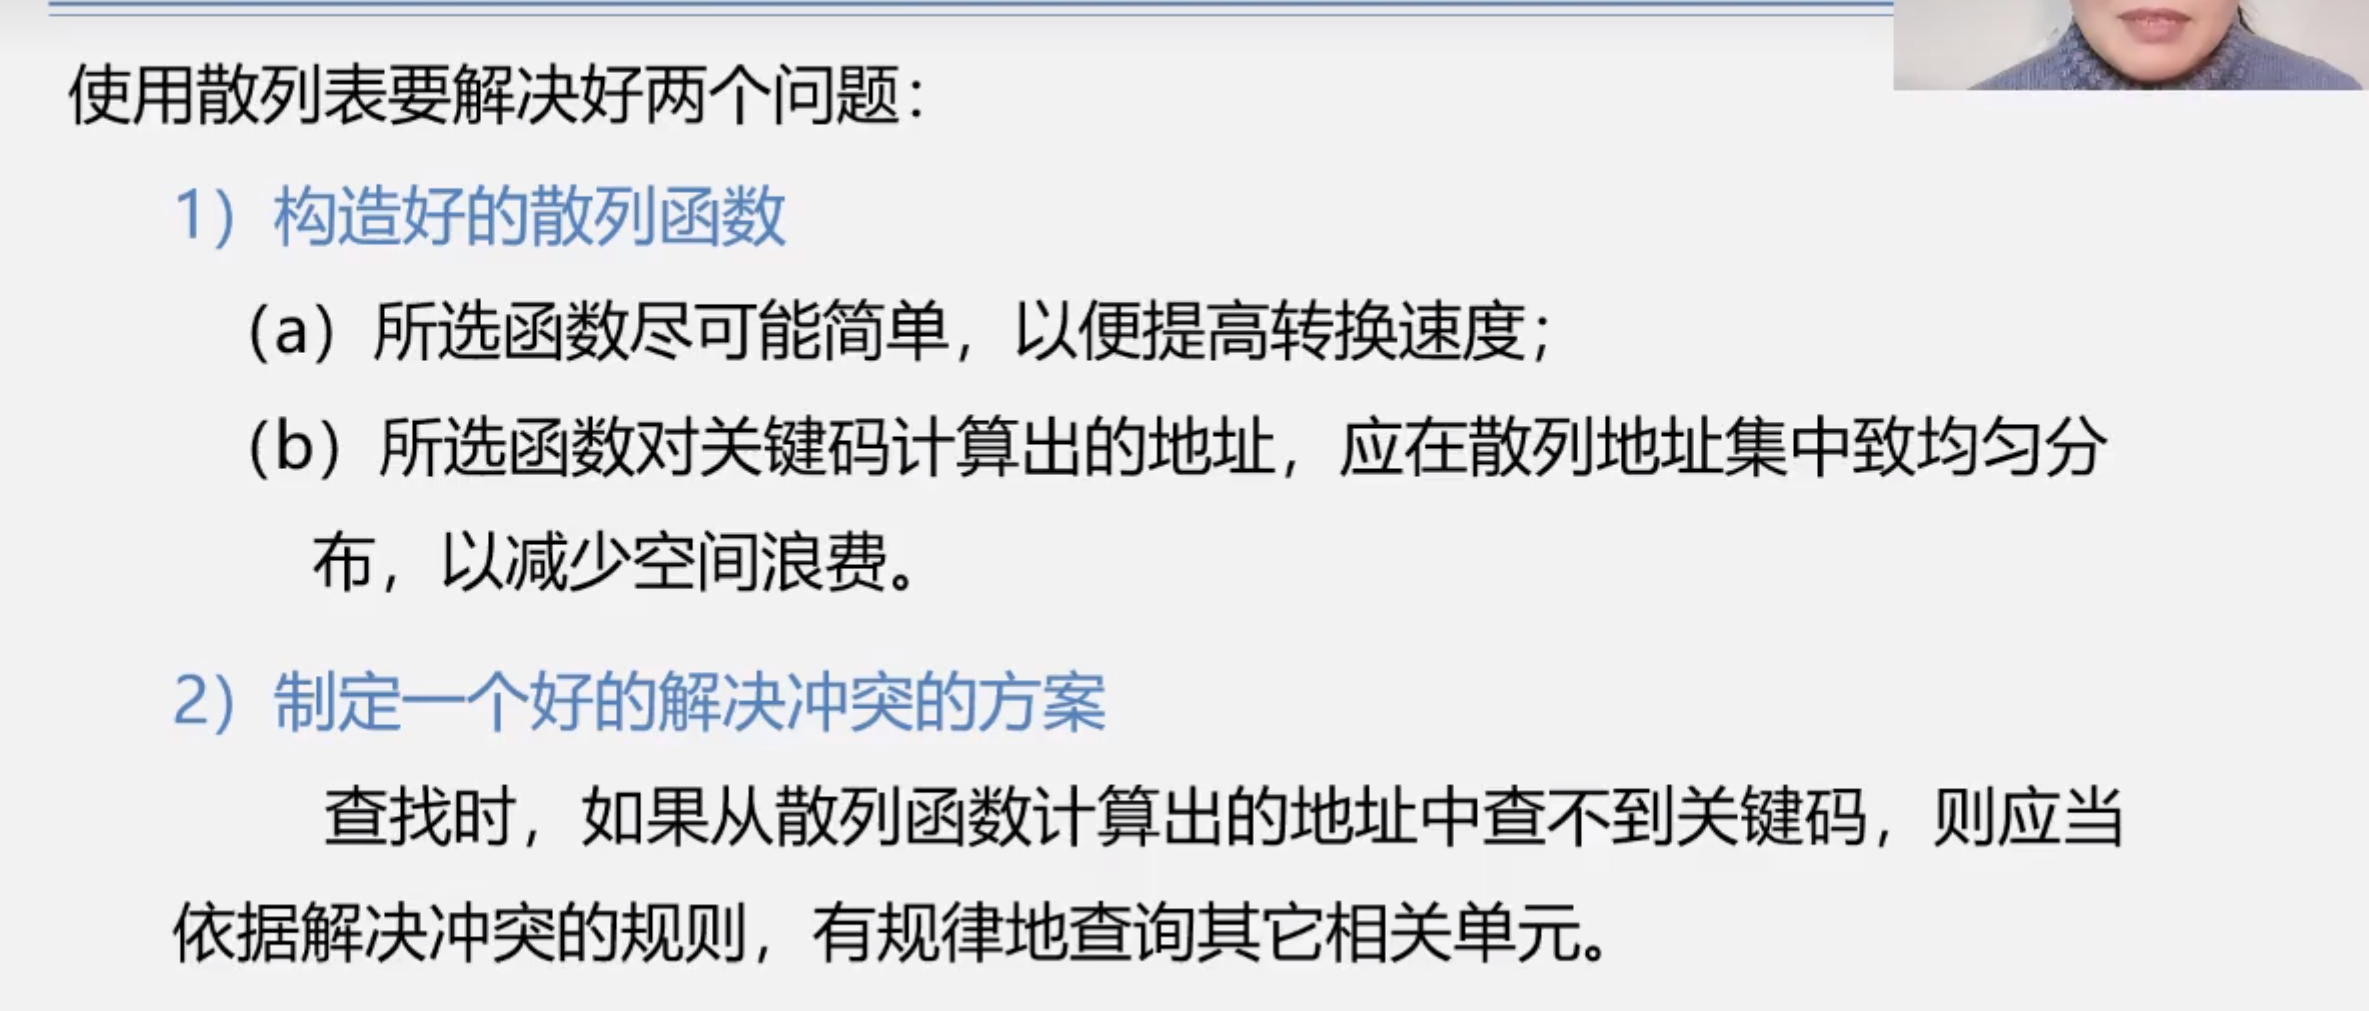 使用散列表要解决好两个问题：
1）构造好的散列函数
（a）所选函数尽可能简单，以便提高转换速度；
（b）所选函数对关键码计算出的地址，应在散列地址集中致均匀分
布，以减少空间浪费。
2）制定一个好的解决冲突的方案
查找时，如果从散列函数计算出的地址中查不到关键码，则应当
依据解决冲突的规则，有规律地查询其它相关单元。